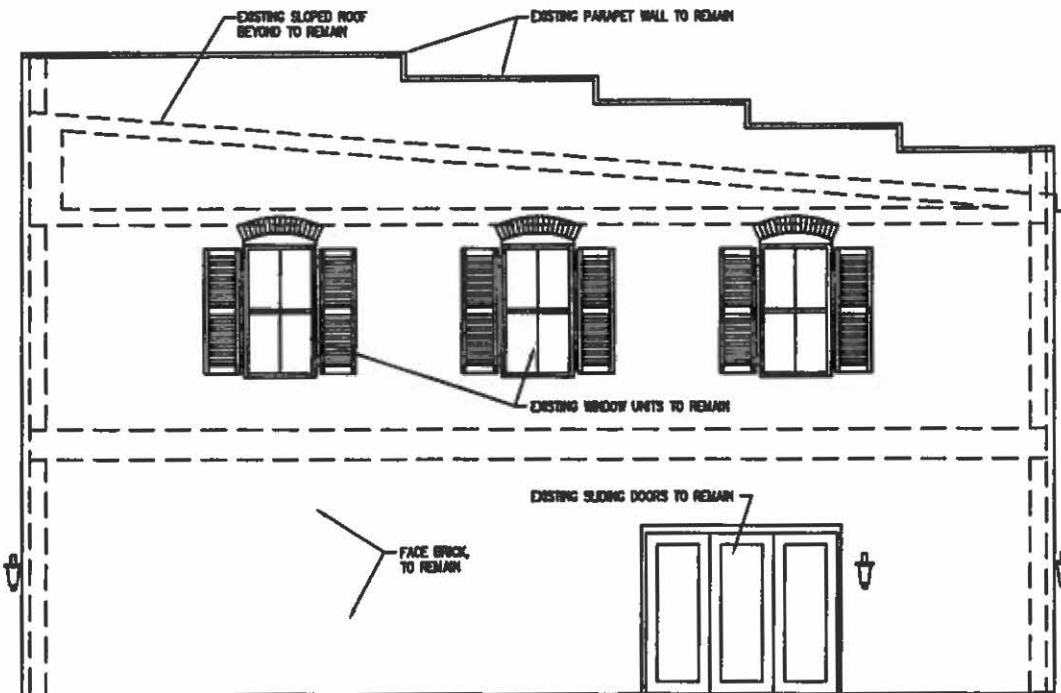 EXISTING SLOPED ROOF
BEYOND TO REMAIN
EXISTING PARAPET WALL TO REMAIN
EXISTING WINDOW UNITS TO REMAIN
EXISTING SLIDING DOORS TO REMAIN
FACE BRICK,
TO REMAIN